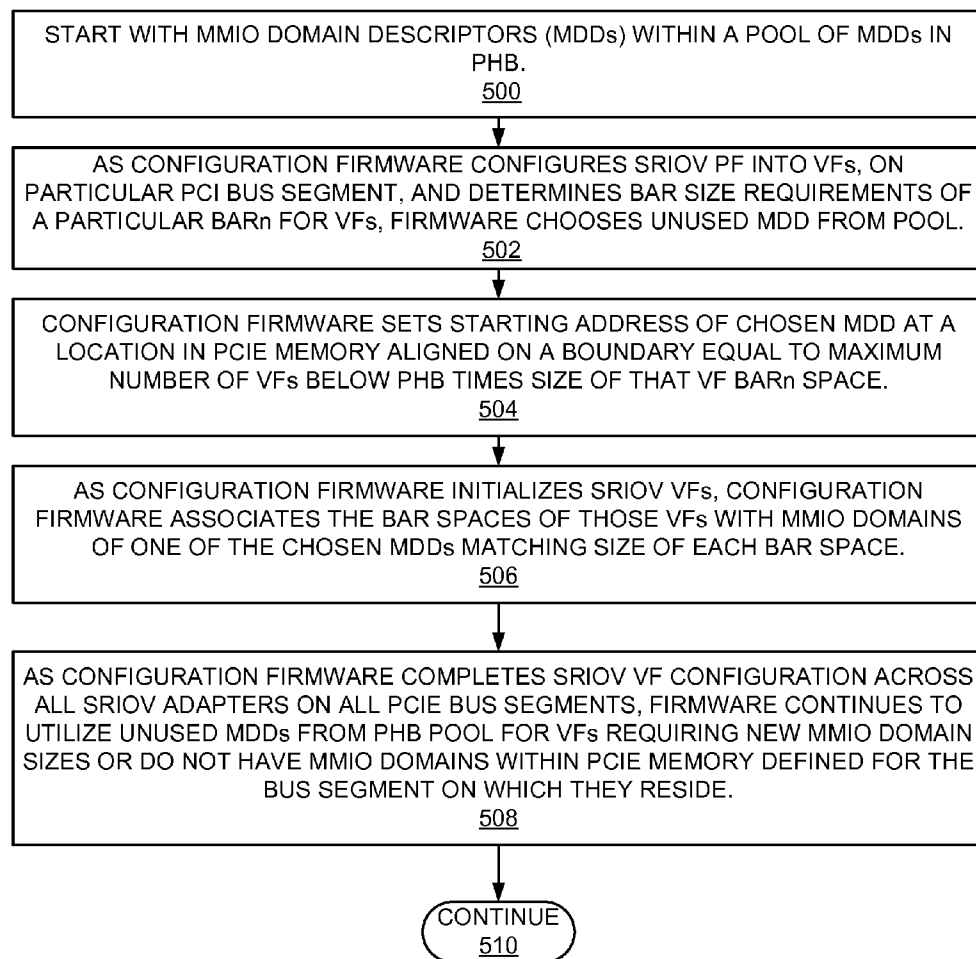 START WITH MMIO DOMAIN DESCRIPTORS (MDDs) WITHIN A POOL OF MDDs IN
PHB.
500
AS CONFIGURATION FIRMWARE CONFIGURES SRIOV PF INTO VFs, ON
PARTICULAR PCI BUS SEGMENT, AND DETERMINES BAR SIZE REQUIREMENTS OF
A PARTICULAR BARn FOR VFs, FIRMWARE CHOOSES UNUSED MDD FROM POOL.
502
CONFIGURATION FIRMWARE SETS STARTING ADDRESS OF CHOSEN MDD AT A
LOCATION IN PCIE MEMORY ALIGNED ON A BOUNDARY EQUAL TO MAXIMUM
NUMBER OF VFs BELOW PHB TIMES SIZE OF THAT VF BARn SPACE.
504
AS CONFIGURATION FIRMWARE INITIALIZES SRIOV VFs, CONFIGURATION
FIRMWARE ASSOCIATES THE BAR SPACES OF THOSE VFs WITH MMIO DOMAINS
OF ONE OF THE CHOSEN MDDs MATCHING SIZE OF EACH BAR SPACE.
506
AS CONFIGURATION FIRMWARE COMPLETES SRIOV VF CONFIGURATION ACROSS
ALL SRIOV ADAPTERS ON ALL PCIE BUS SEGMENTS, FIRMWARE CONTINUES TO
UTILIZE UNUSED MDDs FROM PHB POOL FOR VFs REQUIRING NEW MMIO DOMAIN
SIZES OR DO NOT HAVE MMIO DOMAINS WITHIN PCIE MEMORY DEFINED FOR THE
BUS SEGMENT ON WHICH THEY RESIDE.
508
CONTINUE
510